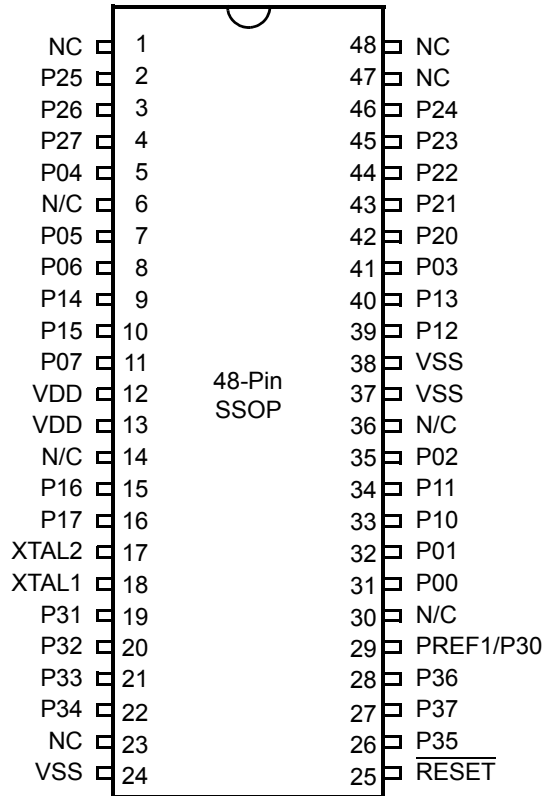 NC 1 48 NC
P25 2 47 NC
P26 3 46 P24
P27 4 45 P23
P04 5 44 P22
N/C 6 43 P21
P05 7 42 P20
P06 8 41 P03
P14 9 40 P13
P15 10 39 P12
P07 11 38 VSS
48-Pin
SSOP
VDD 12 37 VSS
VDD 13 36 N/C
N/C 14 35 P02
P16 15 34 P11
P17 16 33 P10
XTAL2 17 32 P01
XTAL1 18 31 P00
P31 19 30 N/C
P32 20 29 PREF1/P30
P33 21 28 P36
P34 22 27 P37
NC 23 26 P35
VSS 24 25 RESET